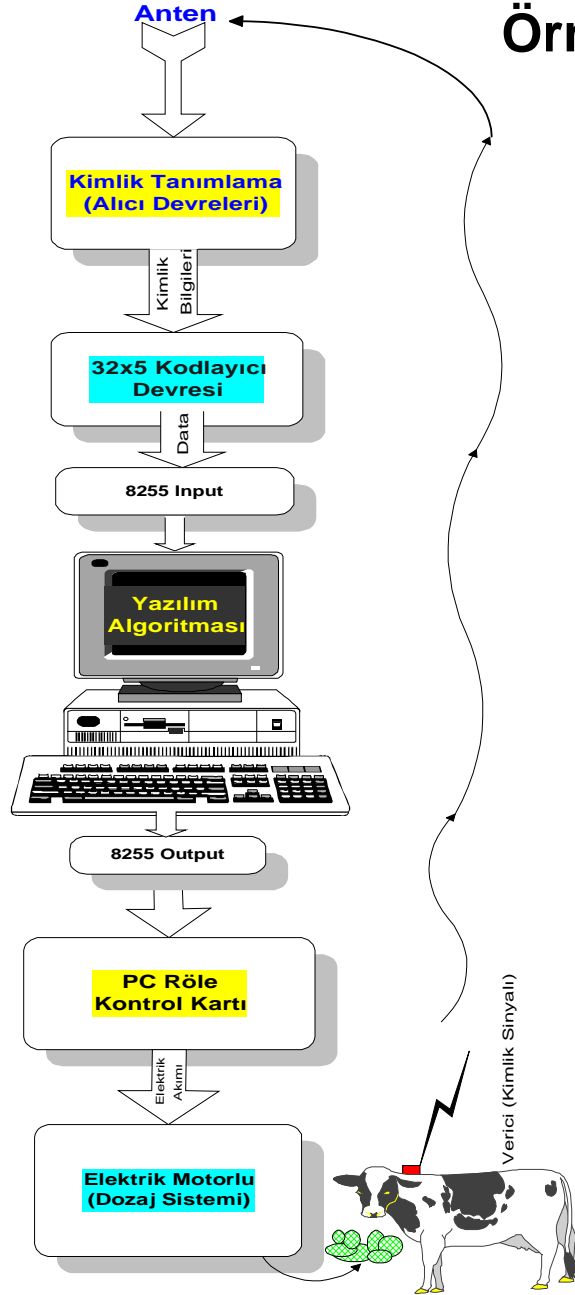 Anten
Örn
Kimlik Tanımlama
(Alıcı Devreleri)
Kimlik
Bilgileri
32x5 Kodlayıcı
Devresi
Data
8255 Input
Yazılım
Algoritması
8255 Output
PC Röle
Kontrol Kartı
Elektrik
Akımı
Elektrik Motorlu
(Dozaj Sistemi)
Verici (Kimlik Sinyalı)